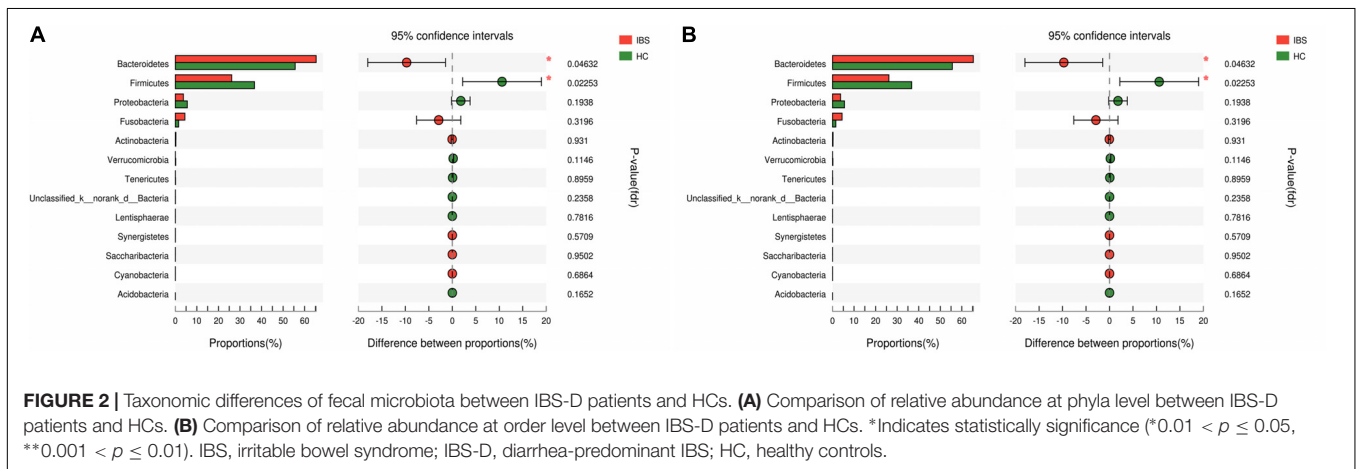 A
95% confidence intervals
IBS
HC
Bacteroidetes * 0.04632
Firmicutes * 0.02253
Proteobacteria 0.1938
Fusobacteria 0.3196
Actinobacteria 0.931
Verrucomicrobia 0.1146
Tenericutes 0.8959
Unclassified_k__norank_d__Bacteria 0.2358
Lentisphaerae 0.7816
Synergistetes 0.5709
Saccharibacteria 0.9502
Cyanobacteria 0.6864
Acidobacteria 0.1652
P-value(fdr)
0 10 20 30 40 50 60 -20 -15 -10 -5 0 5 10 15 20
Proportions(%) Difference between proportions(%)
B
95% confidence intervals
IBS
HC
Bacteroidetes * 0.04632
Firmicutes * 0.02253
Proteobacteria 0.1938
Fusobacteria 0.3196
Actinobacteria 0.931
Verrucomicrobia 0.1146
Tenericutes 0.8959
Unclassified_k__norank_d__Bacteria 0.2358
Lentisphaerae 0.7816
Synergistetes 0.5709
Saccharibacteria 0.9502
Cyanobacteria 0.6864
Acidobacteria 0.1652
P-value(fdr)
0 10 20 30 40 50 60 -20 -15 -10 -5 0 5 10 15 20
Proportions(%) Difference between proportions(%)
FIGURE 2 | Taxonomic differences of fecal microbiota between IBS-D patients and HCs. (A) Comparison of relative abundance at phyla level between IBS-D
patients and HCs. (B) Comparison of relative abundance at order level between IBS-D patients and HCs. *Indicates statistically significance (*0.01 < p ≤ 0.05,
**0.001 < p ≤ 0.01). IBS, irritable bowel syndrome; IBS-D, diarrhea-predominant IBS; HC, healthy controls.